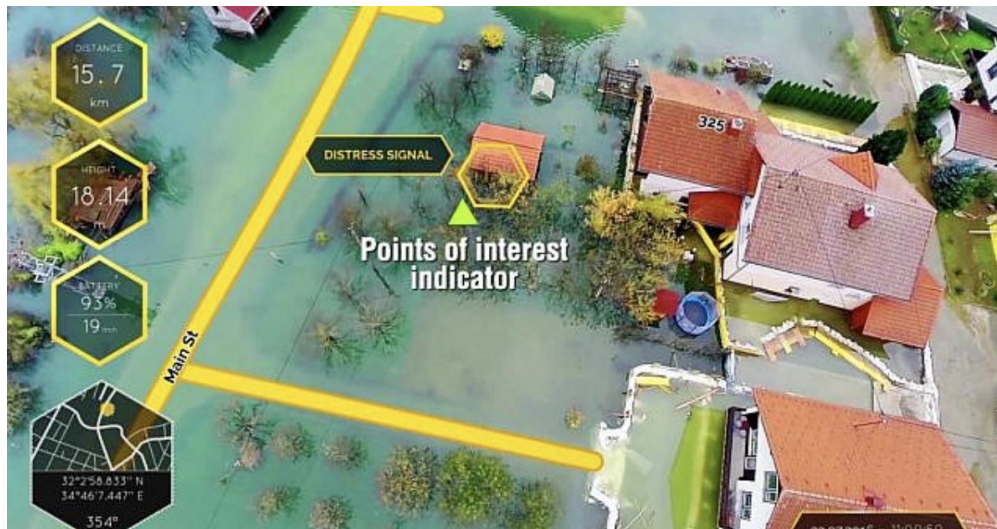 DISTANCE
15.7
km
HEIGHT
18.14
m
BATTERY
93%
19 min
32°2'58.833" N
34°46'7.447" E
354°
DISTRESS SIGNAL
Points of interest
indicator
325
Main St